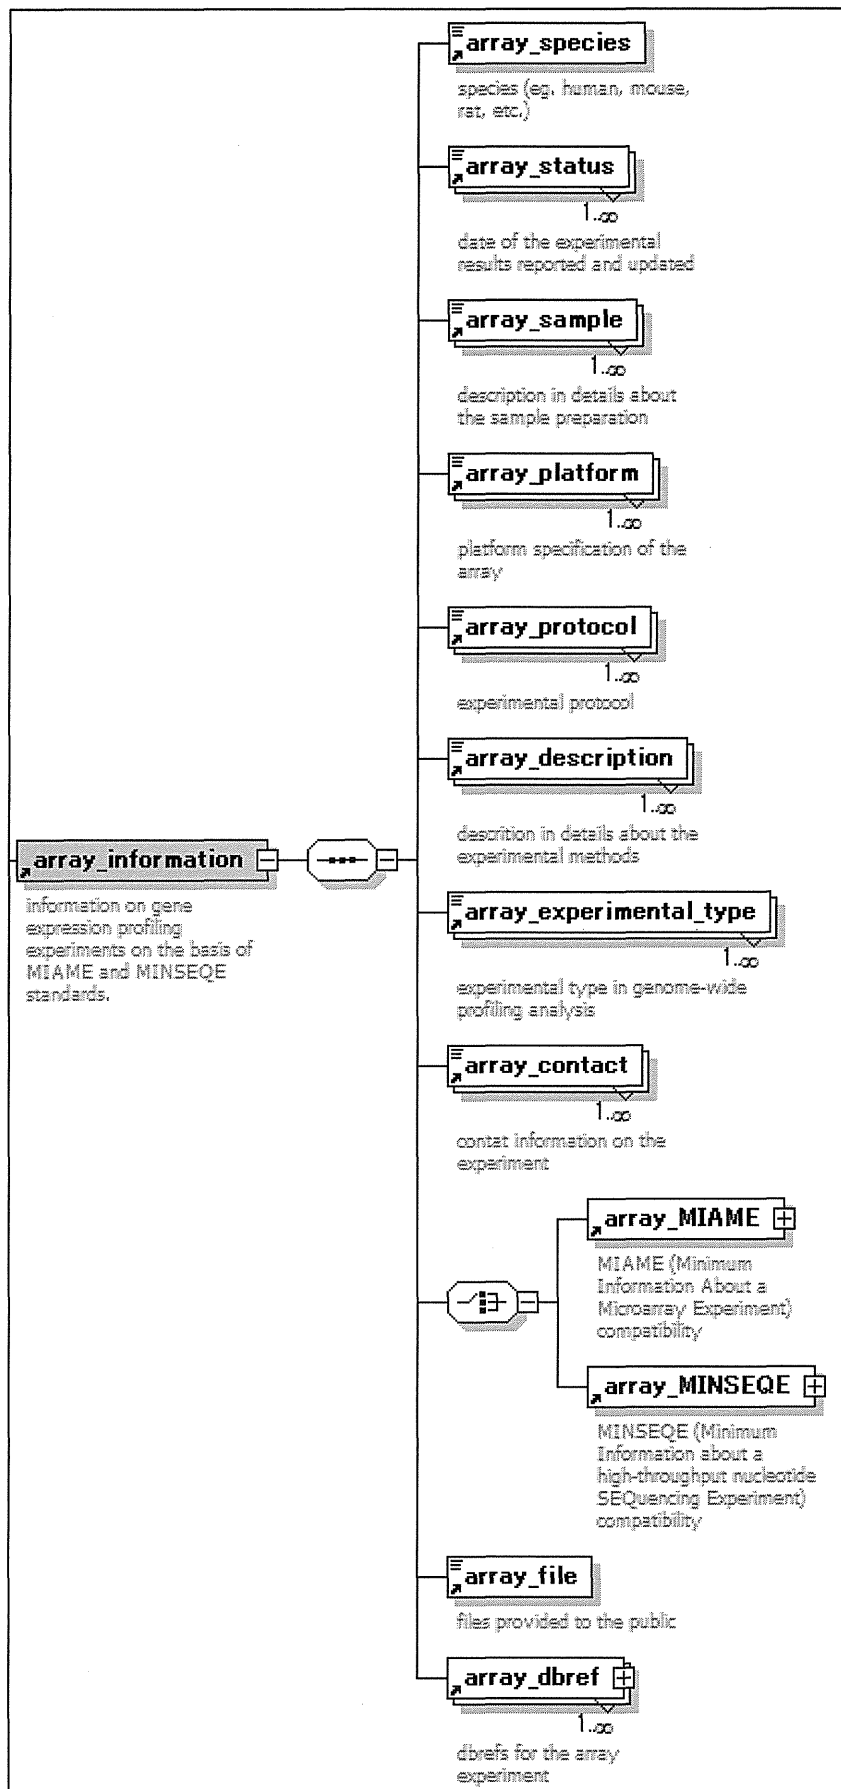 array_species
species (eg. human, mouse,
rat, etc.)
array_status
1..∞
date of the experimental
results reported and updated
array_sample
1..∞
description in details about
the sample preparation
array_platform
1..∞
platform specification of the
array
array_protocol
1..∞
experimental protocol
array_description
1..∞
descrition in details about the
experimental methods
array_information
information on gene
expression profiling
experiments on the basis of
MIAME and MINSEQE
standards.
array_experimental_type
1..∞
experimental type in genome-wide
profiling analysis
array_contact
1..∞
contat information on the
experiment
array_MIAME
MIAME (Minimum
Information About a
Microarray Experiment)
compatibility
array_MINSEQE
MINSEQE (Minimum
Information about a
high-throughput nucleotide
SEQuencing Experiment)
compatibility
array_file
files provided to the public
array_dbref
1..∞
dbrefs for the array
experiment